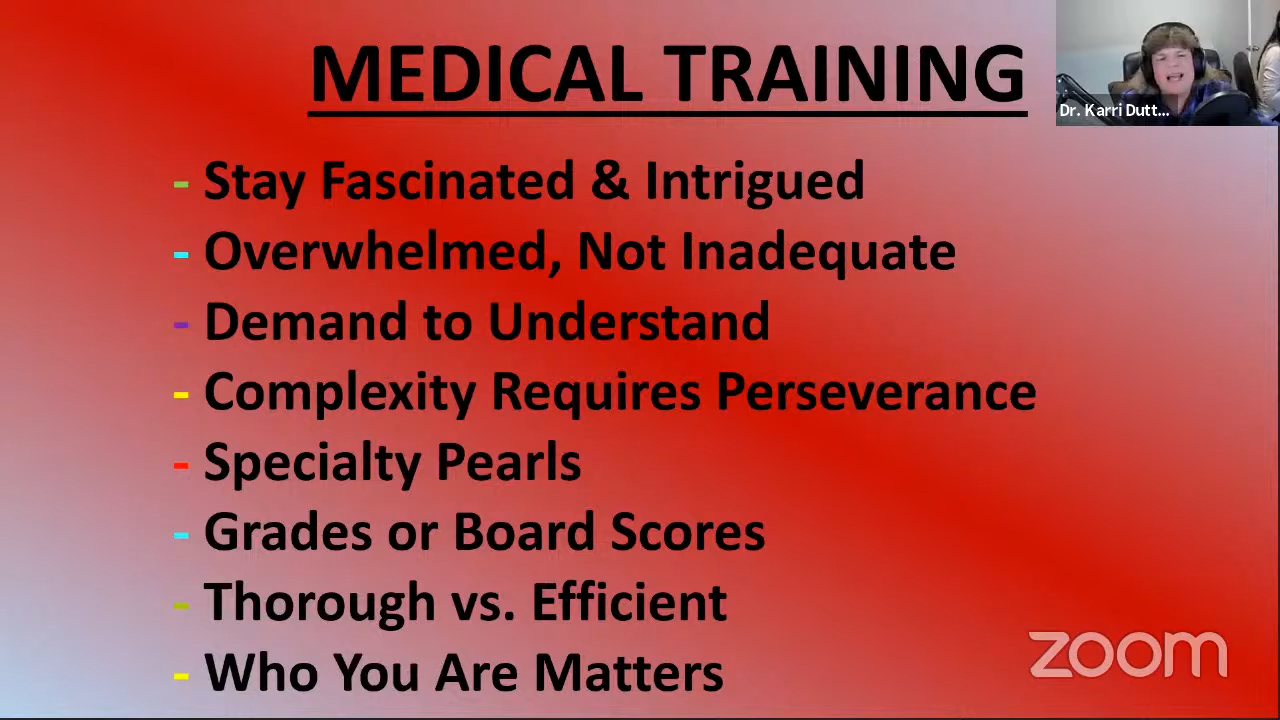 MEDICAL TRAINING
Dr. Karri Dutt...
- Stay Fascinated & Intrigued
- Overwhelmed, Not Inadequate
- Demand to Understand
- Complexity Requires Perseverance
- Specialty Pearls
- Grades or Board Scores
- Thorough vs. Efficient
- Who You Are Matters
zoom